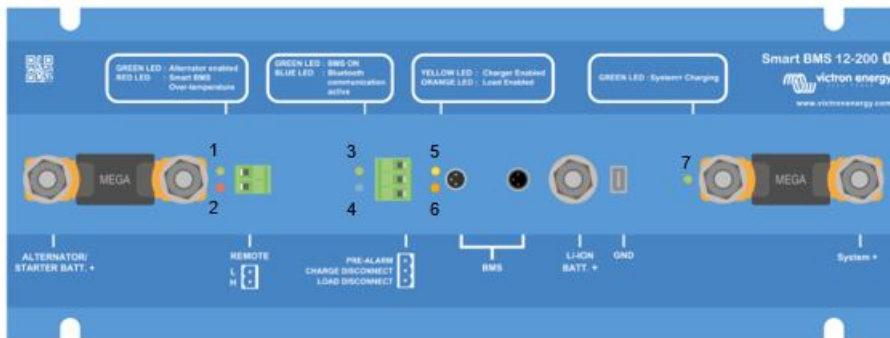 GREEN LED : Alternator enabled
RED LED : Smart BMS
Over-temperature
GREEN LED : BMS ON
BLUE LED : Bluetooth
communication
active
YELLOW LED : Charger Enabled
ORANGE LED : Load Enabled
GREEN LED : System+ Charging
Smart BMS 12-200
victron energy
www.victronenergy.com
1
2
3
4
5
6
7
MEGA
MEGA
ALTERNATOR/
STARTER BATT. +
REMOTE
L
H
PRE-ALARM
CHARGE DISCONNECT
LOAD DISCONNECT
BMS
LI-ION
BATT. +
GND
System +